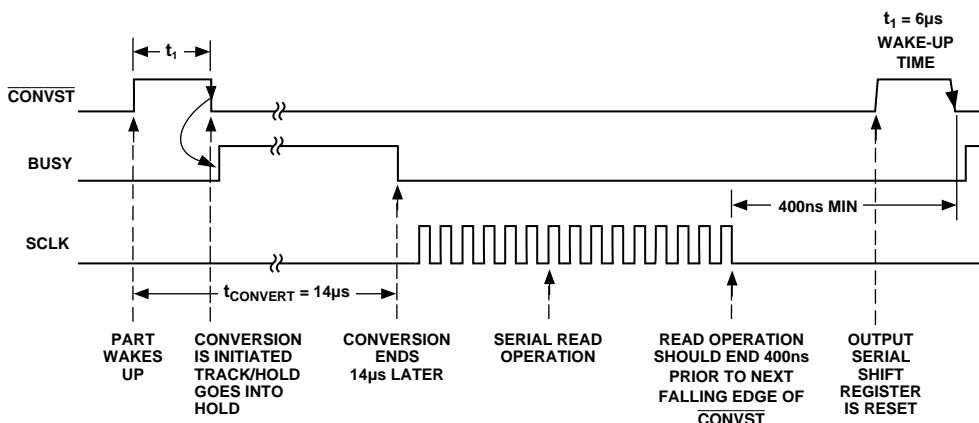 t1 = 6µs
WAKE-UP
TIME
t1
CONVST
BUSY
400ns MIN
SCLK
tCONVERT = 14µs
PART
WAKES
UP
CONVERSION
IS INITIATED
TRACK/HOLD
GOES INTO
HOLD
CONVERSION
ENDS
14µs LATER
SERIAL READ
OPERATION
READ OPERATION
SHOULD END 400ns
PRIOR TO NEXT
FALLING EDGE OF
CONVST
OUTPUT
SERIAL
SHIFT
REGISTER
IS RESET